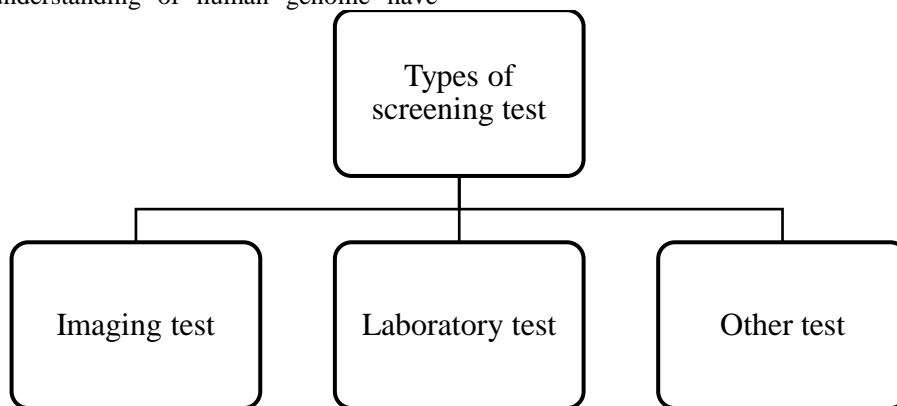 understanding of human genome have
Types of
screening test
Imaging test
Laboratory test
Other test